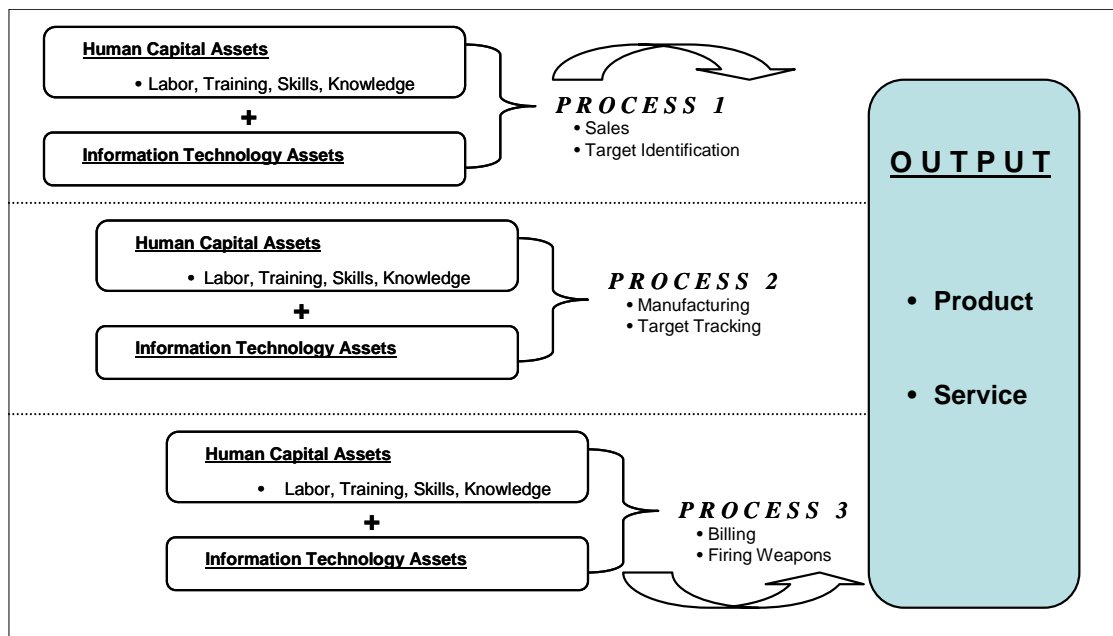 Human Capital Assets
• Labor, Training, Skills, Knowledge
+
Information Technology Assets
PROCESS 1
• Sales
• Target Identification
Human Capital Assets
• Labor, Training, Skills, Knowledge
+
Information Technology Assets
PROCESS 2
• Manufacturing
• Target Tracking
Human Capital Assets
• Labor, Training, Skills, Knowledge
+
Information Technology Assets
PROCESS 3
• Billing
• Firing Weapons
OUTPUT
• Product
• Service